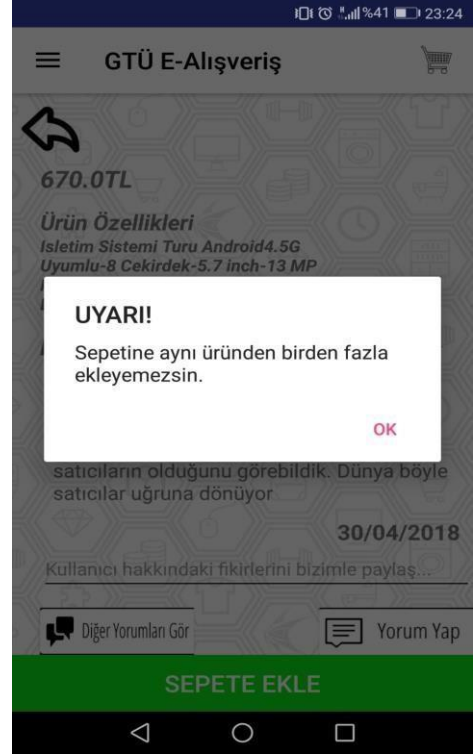 %41 23:24
GTÜ E-Alışveriş
670.0TL
Ürün Özellikleri
Isletim Sistemi Turu Android4.5G
Uyumlu-8 Cekirdek-5.7 inch-13 MP
UYARI!
Sepetine aynı üründen birden fazla
ekleyemezsin.
OK
satıcıların olduğunu görebildik. Dünya böyle
satıcılar uğruna dönüyor
30/04/2018
Kullanıcı hakkındaki fikirlerini bizimle paylaş...
Diğer Yorumları Gör
Yorum Yap
SEPETE EKLE